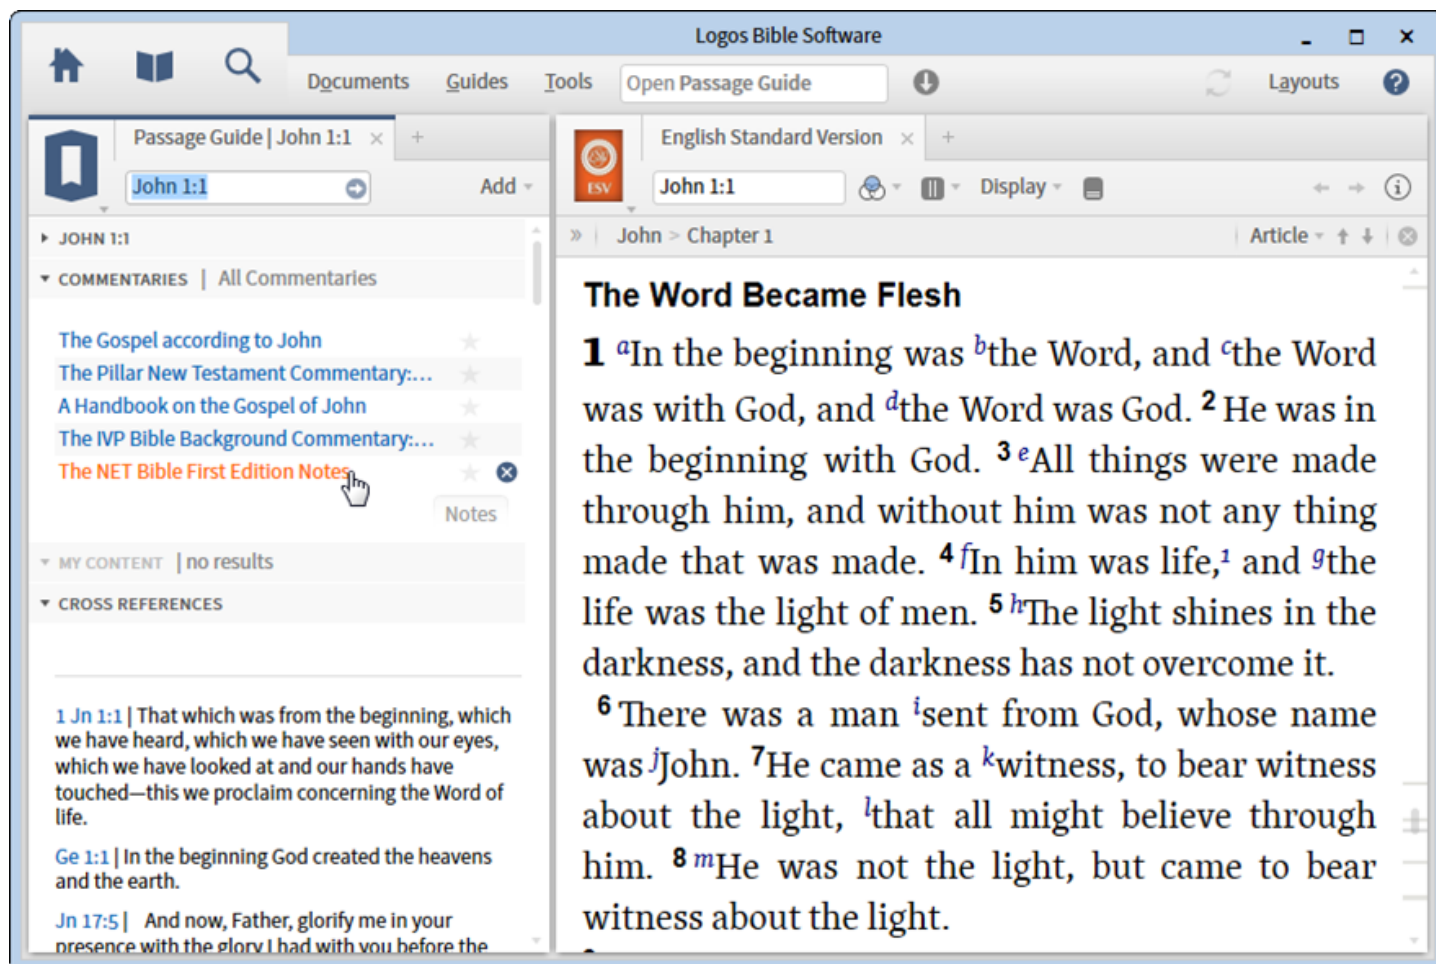 Logos Bible Software
Documents Guides Tools Open Passage Guide Layouts ?
Passage Guide | John 1:1 × +
John 1:1 Add
JOHN 1:1
COMMENTARIES | All Commentaries
The Gospel according to John
The Pillar New Testament Commentary:...
A Handbook on the Gospel of John
The IVP Bible Background Commentary:...
The NET Bible First Edition Notes
Notes
MY CONTENT | no results
CROSS REFERENCES
1 Jn 1:1 | That which was from the beginning, which
we have heard, which we have seen with our eyes,
which we have looked at and our hands have
touched—this we proclaim concerning the Word of
life.
Ge 1:1 | In the beginning God created the heavens
and the earth.
Jn 17:5 | And now, Father, glorify me in your
presence with the glory I had with you before the
English Standard Version × +
ESV
John 1:1 Display i
» John > Chapter 1 Article
The Word Became Flesh
1 aIn the beginning was bthe Word, and cthe Word
was with God, and dthe Word was God. 2 He was in
the beginning with God. 3 eAll things were made
through him, and without him was not any thing
made that was made. 4 fIn him was life,1 and gthe
life was the light of men. 5 hThe light shines in the
darkness, and the darkness has not overcome it.
6 There was a man isent from God, whose name
was jJohn. 7He came as a kwitness, to bear witness
about the light, lthat all might believe through
him. 8 mHe was not the light, but came to bear
witness about the light.